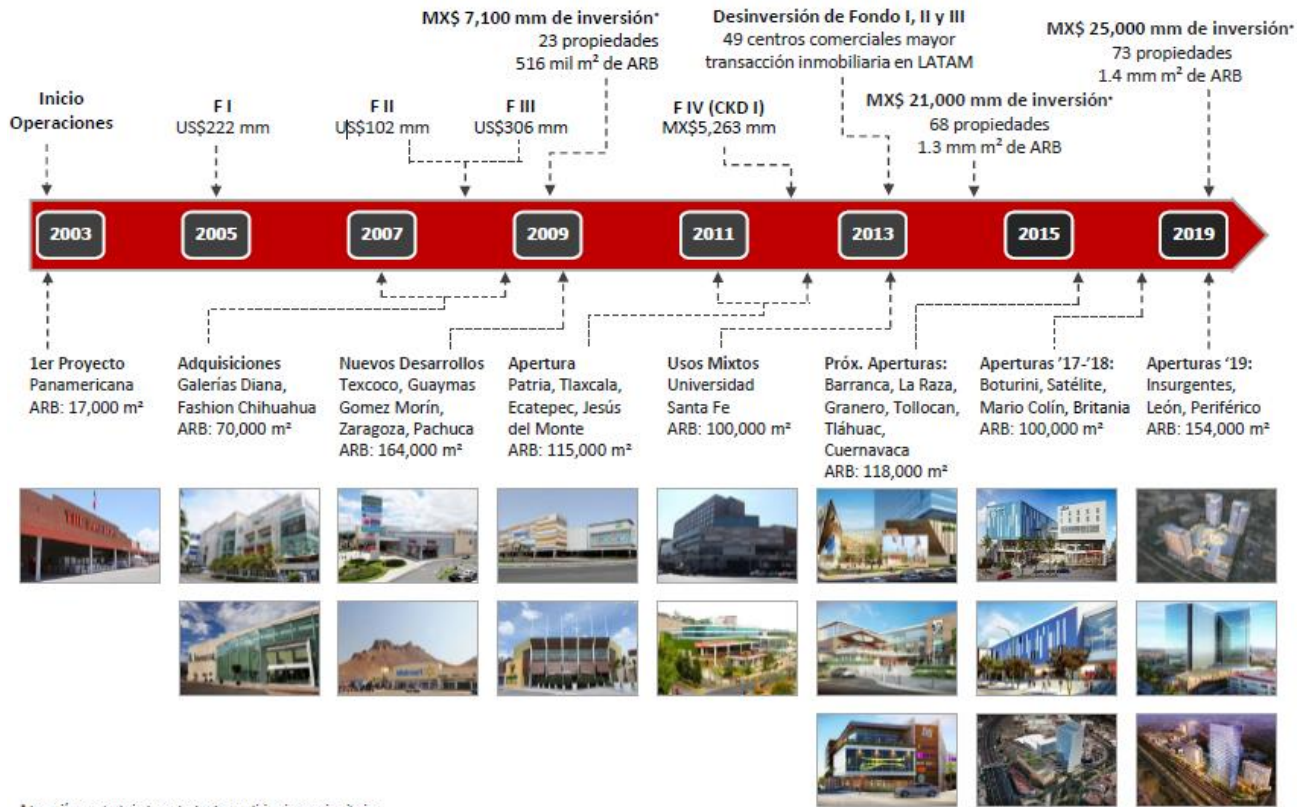 MX$ 7,100 mm de inversión*
23 propiedades
516 mil m² de ARB
Desinversión de Fondo I, II y III
49 centros comerciales mayor
transacción inmobiliaria en LATAM
MX$ 25,000 mm de inversión*
73 propiedades
1.4 mm m² de ARB
Inicio
Operaciones
F I
US$222 mm
F II
US$102 mm
F III
US$306 mm
F IV (CKD I)
MX$5,263 mm
MX$ 21,000 mm de inversión*
68 propiedades
1.3 mm m² de ARB
2003
2005
2007
2009
2011
2013
2015
2019
1er Proyecto
Panamericana
ARB: 17,000 m²
Adquisiciones
Galerías Diana,
Fashion Chihuahua
ARB: 70,000 m²
Nuevos Desarrollos
Texcoco, Guaymas
Gomez Morín,
Zaragoza, Pachuca
ARB: 164,000 m²
Apertura
Patria, Tlaxcala,
Ecatepec, Jesús
del Monte
ARB: 115,000 m²
Usos Mixtos
Universidad
Santa Fe
ARB: 100,000 m²
Próx. Aperturas:
Barranca, La Raza,
Granero, Tollocan,
Tláhuac,
Cuernavaca
ARB: 118,000 m²
Aperturas '17-'18:
Boturini, Satélite,
Mario Colín, Britania
ARB: 100,000 m²
Aperturas '19:
Insurgentes,
León, Periférico
ARB: 154,000 m²